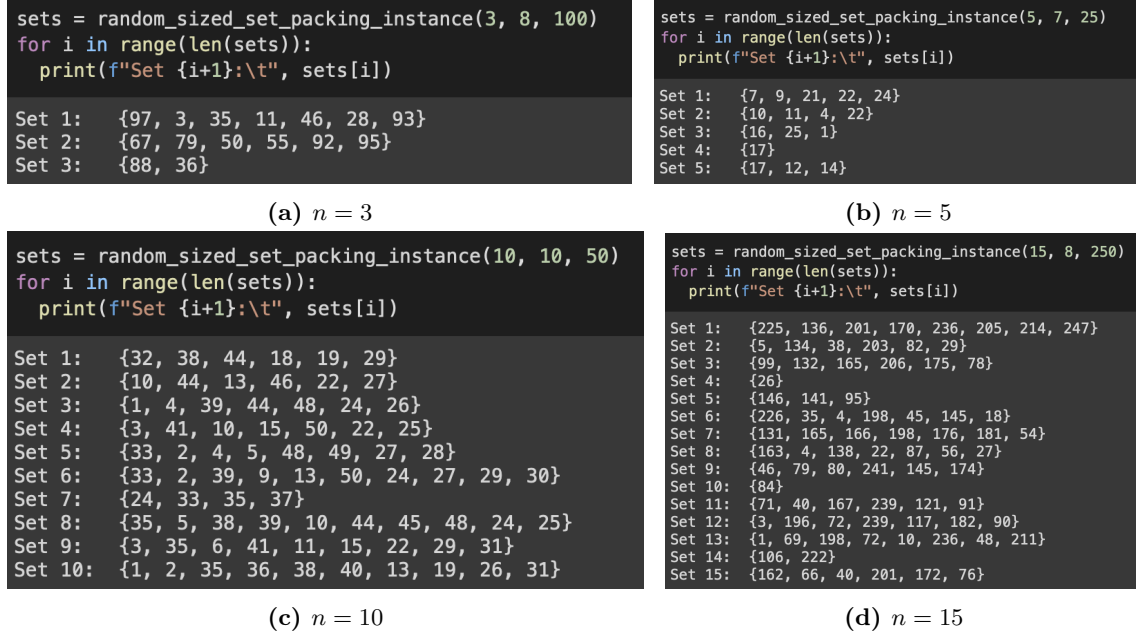 sets = random_sized_set_packing_instance(3, 8, 100)
for i in range(len(sets)):
  print(f"Set {i+1}:\t", sets[i])
Set 1:   {97, 3, 35, 11, 46, 28, 93}
Set 2:   {67, 79, 50, 55, 92, 95}
Set 3:   {88, 36}
(a) n = 3
sets = random_sized_set_packing_instance(5, 7, 25)
for i in range(len(sets)):
  print(f"Set {i+1}:\t", sets[i])
Set 1:   {7, 9, 21, 22, 24}
Set 2:   {10, 11, 4, 22}
Set 3:   {16, 25, 1}
Set 4:   {17}
Set 5:   {17, 12, 14}
(b) n = 5
sets = random_sized_set_packing_instance(10, 10, 50)
for i in range(len(sets)):
  print(f"Set {i+1}:\t", sets[i])
Set 1:   {32, 38, 44, 18, 19, 29}
Set 2:   {10, 44, 13, 46, 22, 27}
Set 3:   {1, 4, 39, 44, 48, 24, 26}
Set 4:   {3, 41, 10, 15, 50, 22, 25}
Set 5:   {33, 2, 4, 5, 48, 49, 27, 28}
Set 6:   {33, 2, 39, 9, 13, 50, 24, 27, 29, 30}
Set 7:   {24, 33, 35, 37}
Set 8:   {35, 5, 38, 39, 10, 44, 45, 48, 24, 25}
Set 9:   {3, 35, 6, 41, 11, 15, 22, 29, 31}
Set 10:  {1, 2, 35, 36, 38, 40, 13, 19, 26, 31}
(c) n = 10
sets = random_sized_set_packing_instance(15, 8, 250)
for i in range(len(sets)):
  print(f"Set {i+1}:\t", sets[i])
Set 1:   {225, 136, 201, 170, 236, 205, 214, 247}
Set 2:   {5, 134, 38, 203, 82, 29}
Set 3:   {99, 132, 165, 206, 175, 78}
Set 4:   {26}
Set 5:   {146, 141, 95}
Set 6:   {226, 35, 4, 198, 45, 145, 18}
Set 7:   {131, 165, 166, 198, 176, 181, 54}
Set 8:   {163, 4, 138, 22, 87, 56, 27}
Set 9:   {46, 79, 80, 241, 145, 174}
Set 10:  {84}
Set 11:  {71, 40, 167, 239, 121, 91}
Set 12:  {3, 196, 72, 239, 117, 182, 90}
Set 13:  {1, 69, 198, 72, 10, 236, 48, 211}
Set 14:  {106, 222}
Set 15:  {162, 66, 40, 201, 172, 76}
(d) n = 15